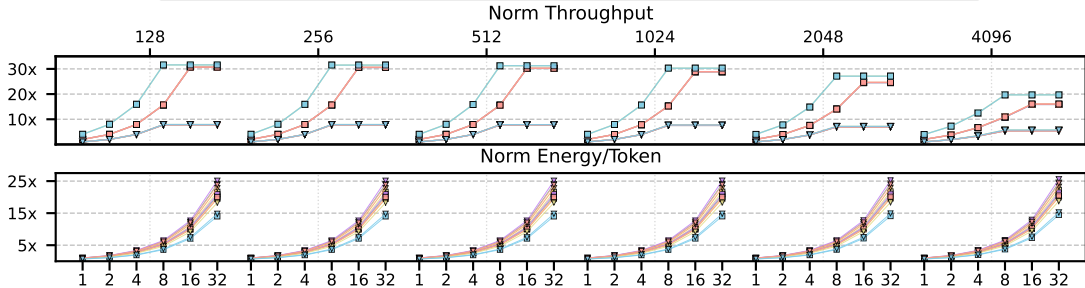 Norm Throughput
128 256 512 1024 2048 4096
30x
20x
10x
Norm Energy/Token
25x
15x
5x
1 2 4 8 16 32 1 2 4 8 16 32 1 2 4 8 16 32 1 2 4 8 16 32 1 2 4 8 16 32 1 2 4 8 16 32